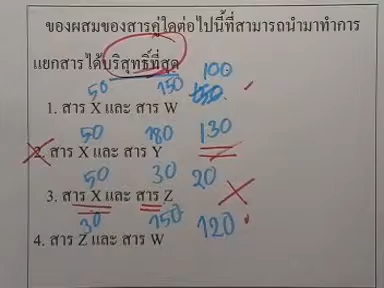 ของผสมของสารคู่ใดต่อไปนี้ที่สามารถนำมาทำการ
แยกสารได้บริสุทธิ์ที่สุด
50 150 100
1. สาร X และ สาร W
50 180 130
2. สาร X และ สาร Y
50 30 20
3. สาร X และ สาร Z
30 150 120
4. สาร Z และ สาร W